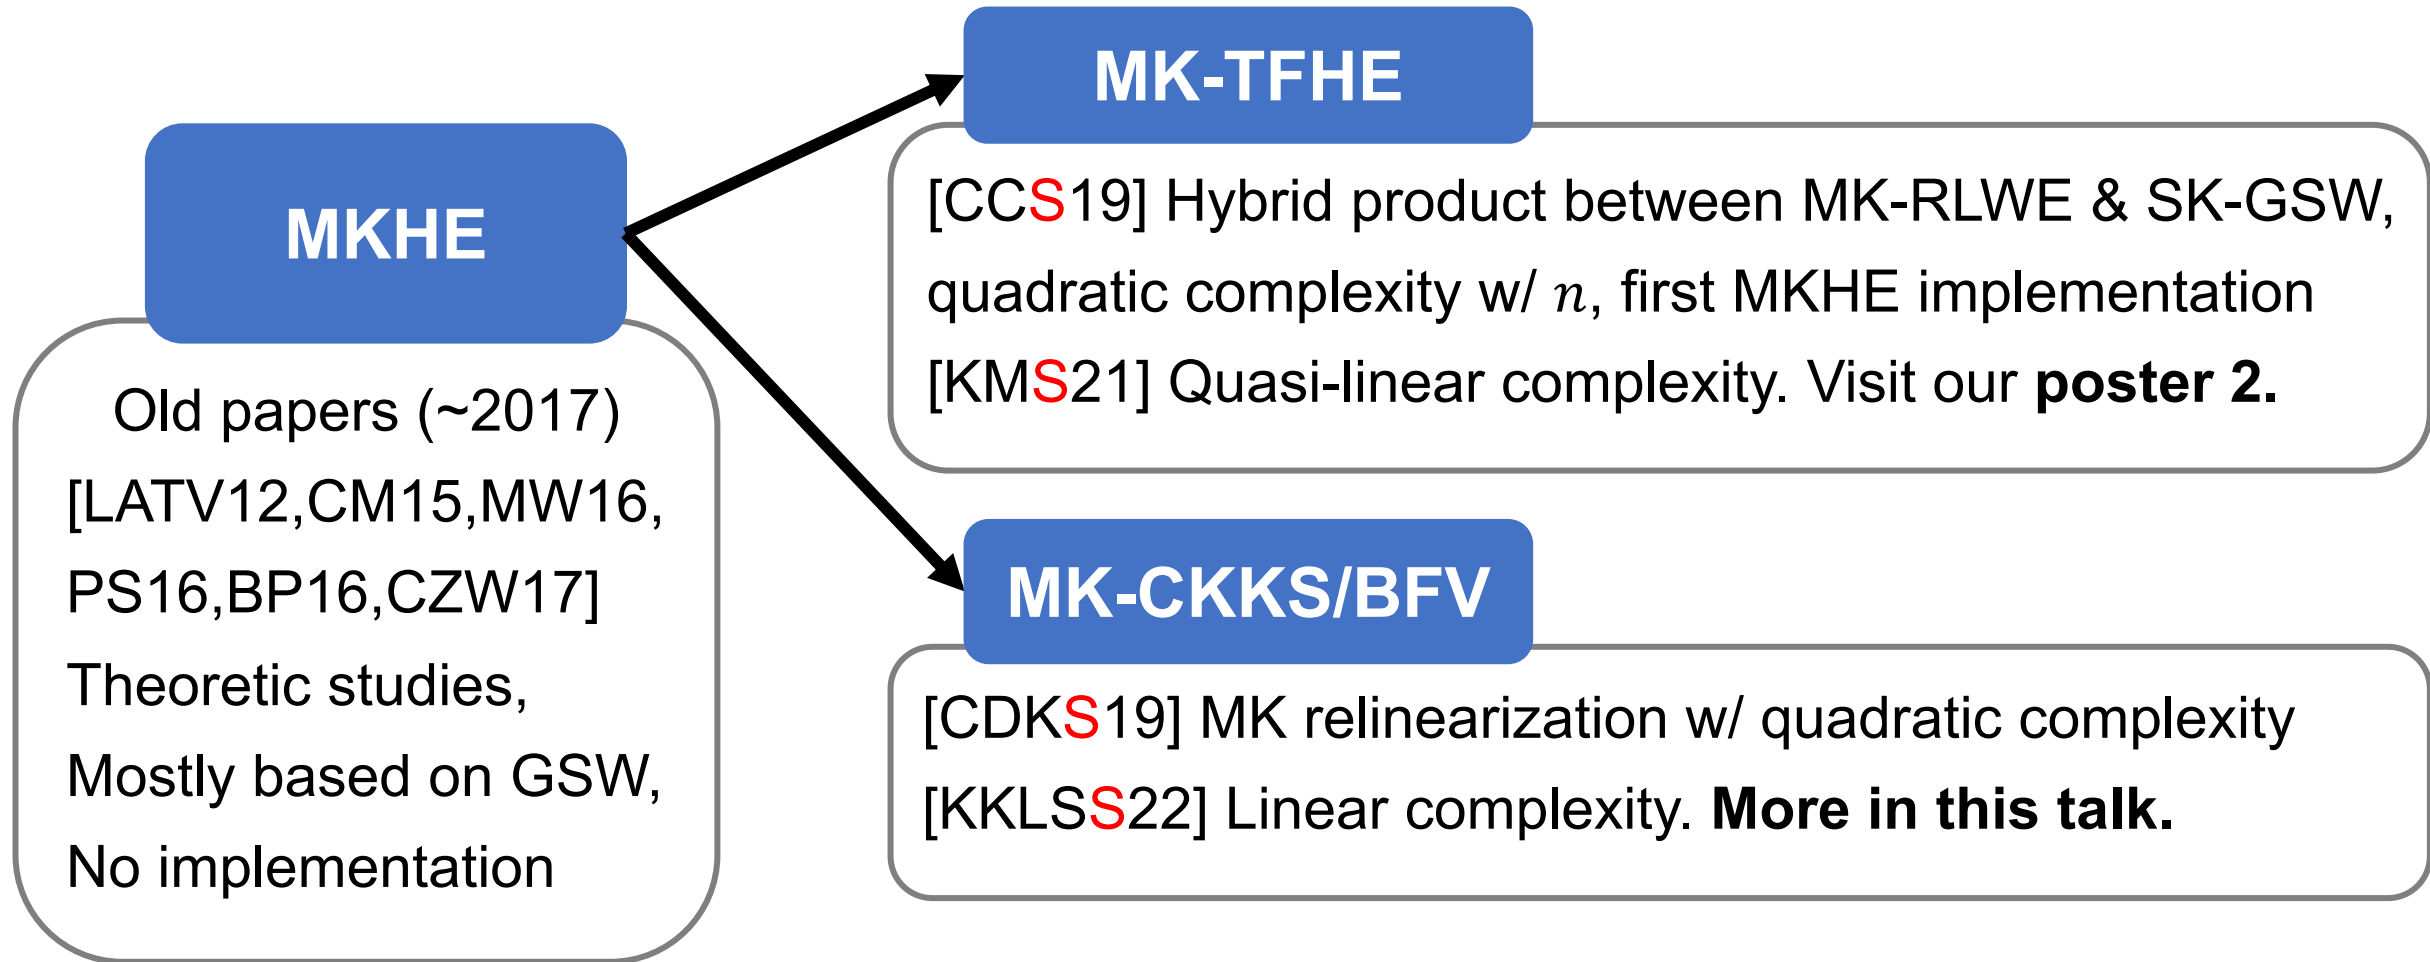 MKHE
Old papers (~2017)
[LATV12,CM15,MW16,
PS16,BP16,CZW17]
Theoretic studies,
Mostly based on GSW,
No implementation
MK-TFHE
[CCS19] Hybrid product between MK-RLWE & SK-GSW,
quadratic complexity w/ n, first MKHE implementation
[KMS21] Quasi-linear complexity. Visit our poster 2.
MK-CKKS/BFV
[CDKS19] MK relinearization w/ quadratic complexity
[KKLSS22] Linear complexity. More in this talk.